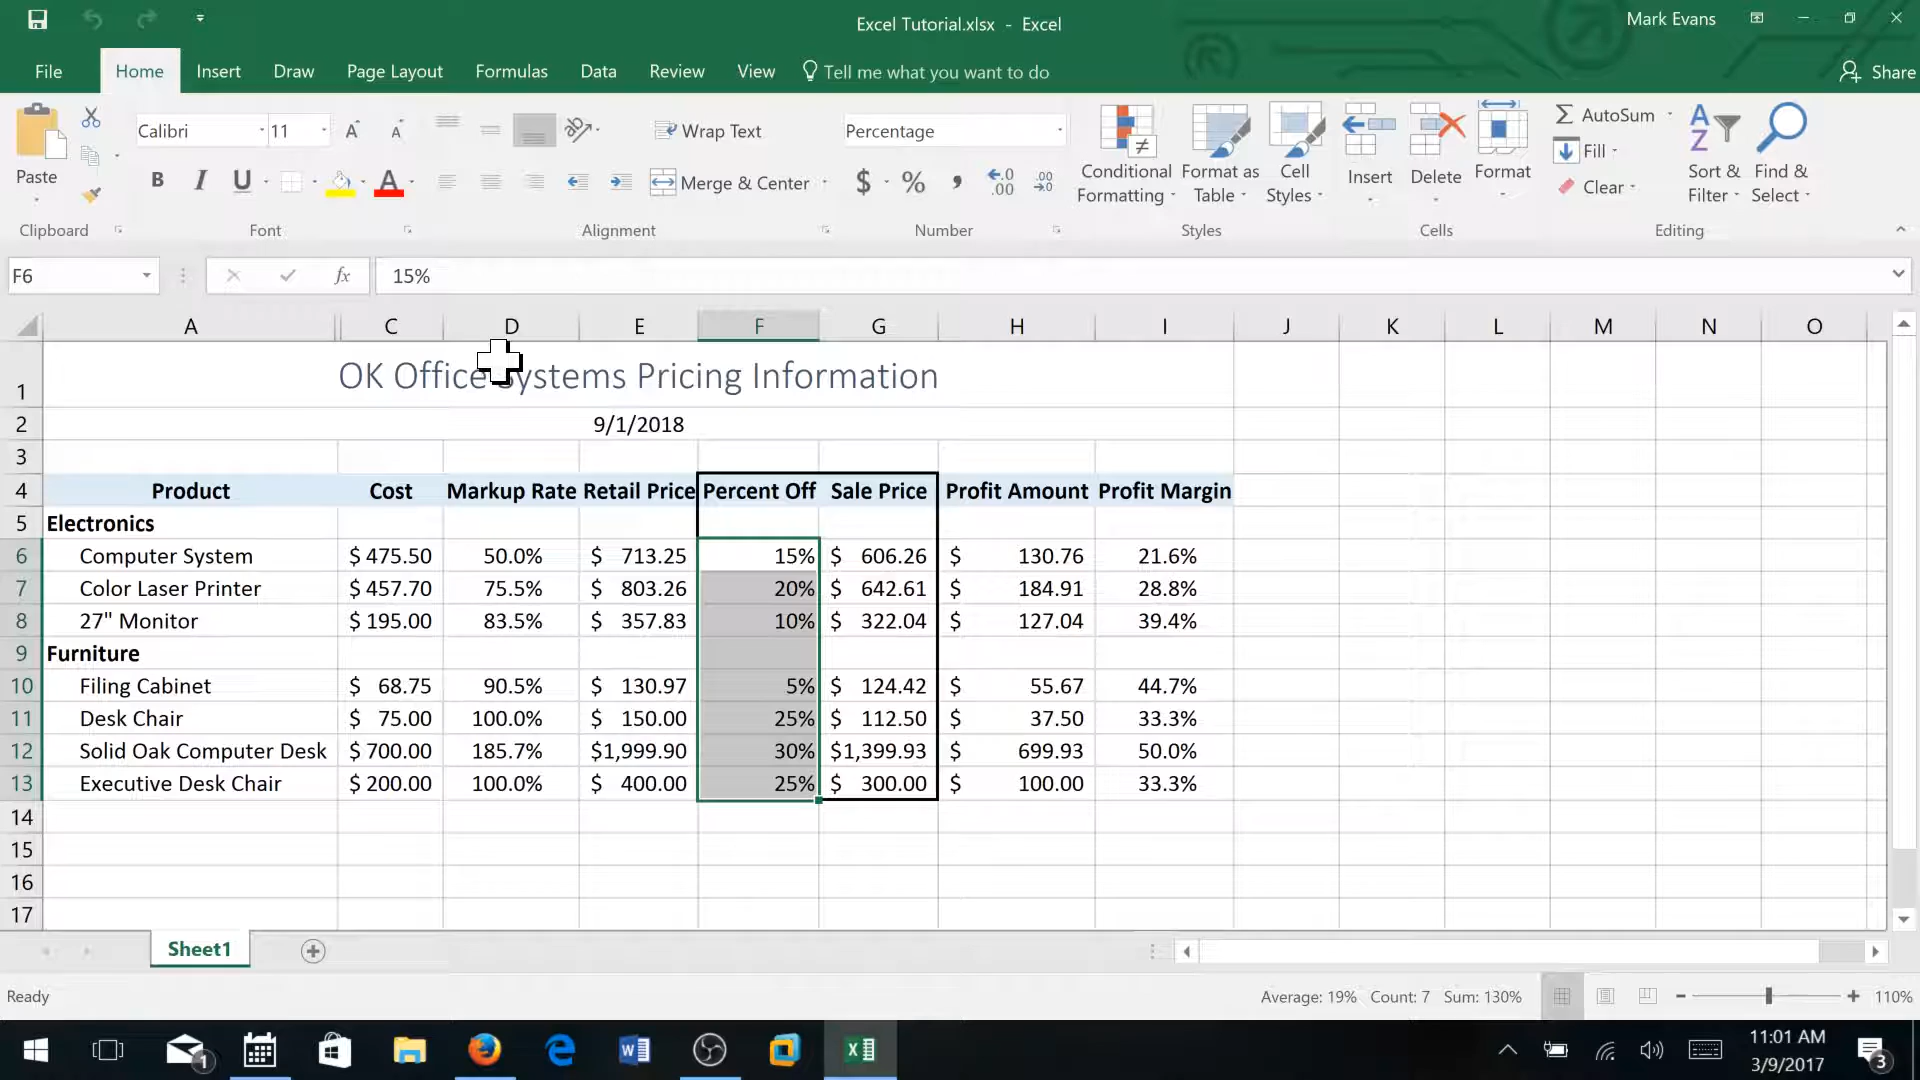 Excel Tutorial.xlsx - Excel
Mark Evans
File Home Insert Draw Page Layout Formulas Data Review View Tell me what you want to do Share
Paste
Clipboard
Calibri 11 A A
B I U A
Font
Wrap Text
Merge & Center
Alignment
Percentage
$ % , .0 .00 .00 .0
Number
Conditional Formatting
Format as Table
Cell Styles
Styles
Insert Delete Format
Cells
AutoSum
Fill
Clear
Sort & Filter
Find & Select
Editing
F6 fx 15%
A C D E F G H I J K L M N O
1 OK Office Systems Pricing Information
2 9/1/2018
3
4 Product Cost Markup Rate Retail Price Percent Off Sale Price Profit Amount Profit Margin
5 Electronics
6 Computer System $ 475.50 50.0% $ 713.25 15% $ 606.26 $ 130.76 21.6%
7 Color Laser Printer $ 457.70 75.5% $ 803.26 20% $ 642.61 $ 184.91 28.8%
8 27" Monitor $ 195.00 83.5% $ 357.83 10% $ 322.04 $ 127.04 39.4%
9 Furniture
10 Filing Cabinet $ 68.75 90.5% $ 130.97 5% $ 124.42 $ 55.67 44.7%
11 Desk Chair $ 75.00 100.0% $ 150.00 25% $ 112.50 $ 37.50 33.3%
12 Solid Oak Computer Desk $ 700.00 185.7% $1,999.90 30% $1,399.93 $ 699.93 50.0%
13 Executive Desk Chair $ 200.00 100.0% $ 400.00 25% $ 300.00 $ 100.00 33.3%
14
15
16
17
Sheet1
Ready Average: 19% Count: 7 Sum: 130% 110%
1 11:01 AM
3/9/2017 3